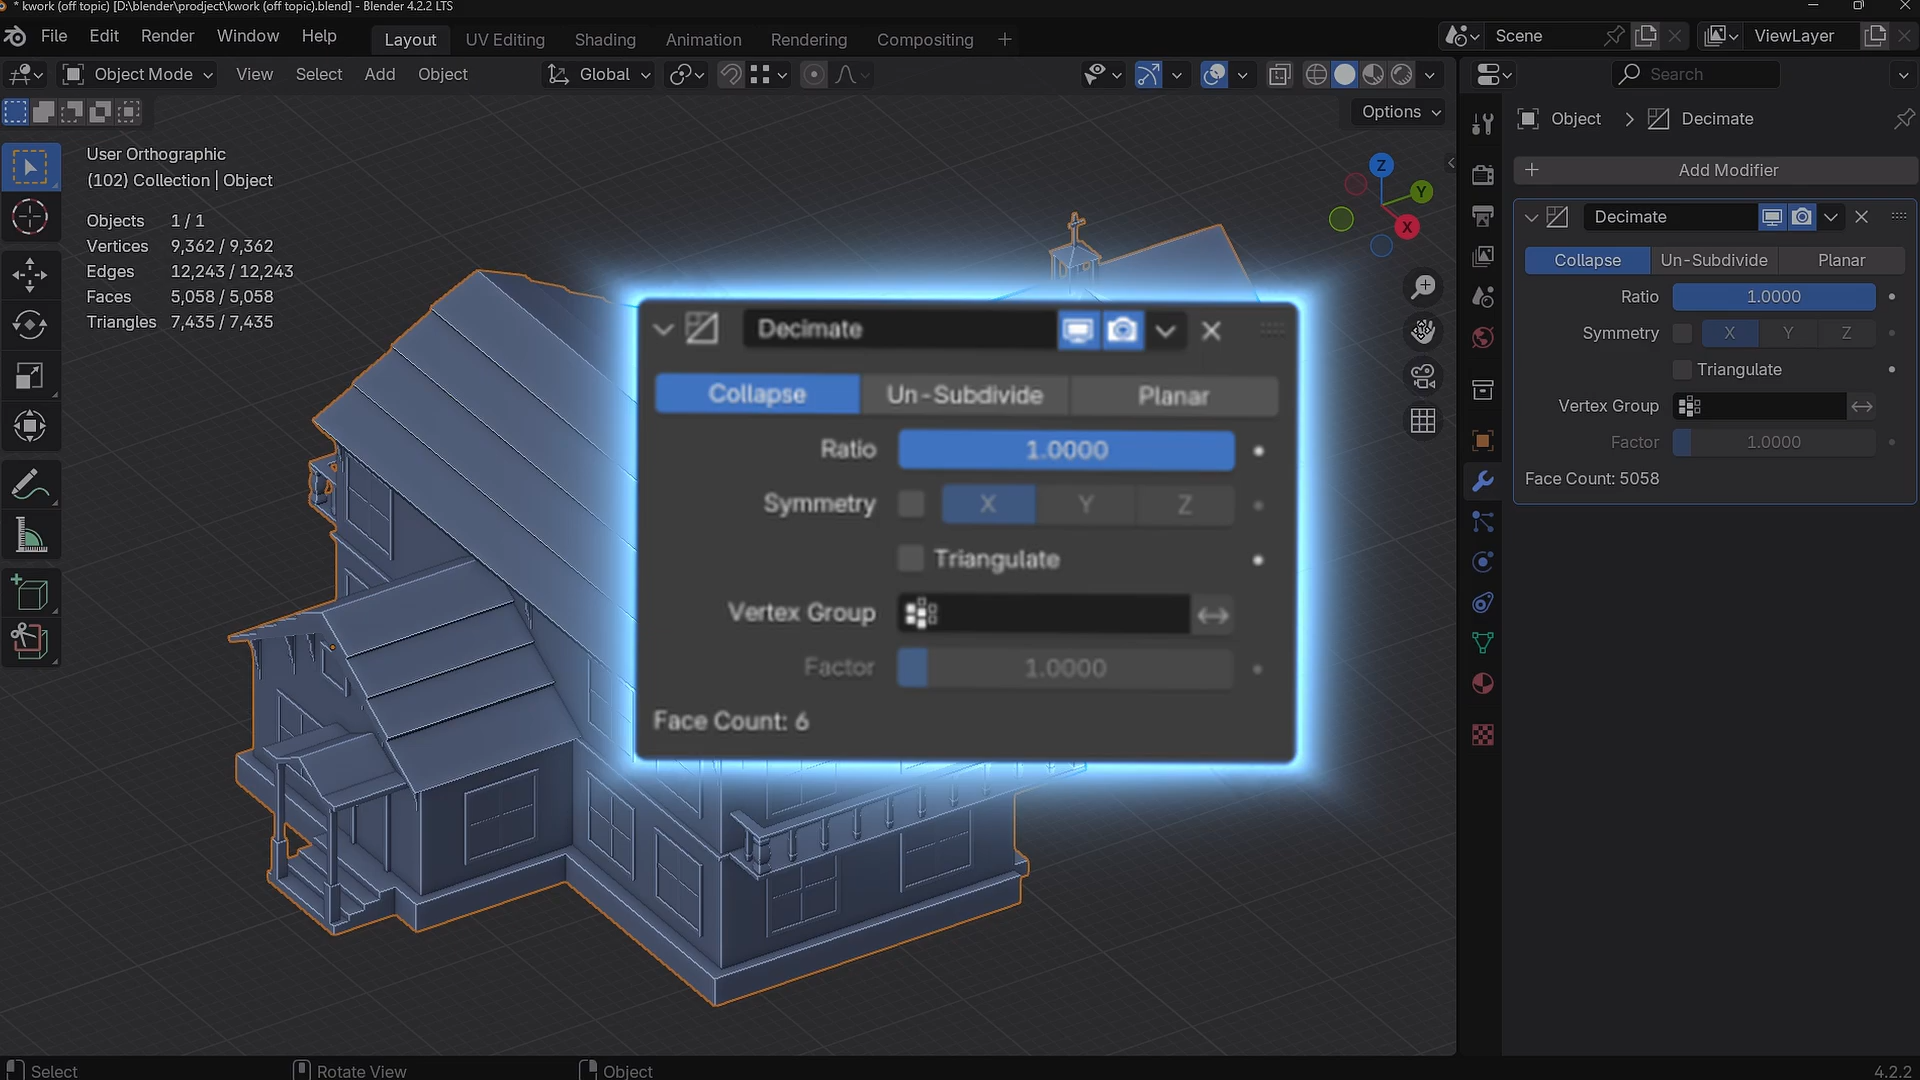 * kwork (off topic) [D:\blender\prodject\kwork (off topic).blend] - Blender 4.2.2 LTS
File Edit Render Window Help Layout UV Editing Shading Animation Rendering Compositing + Scene ViewLayer
Object Mode View Select Add Object Global Search
Options
User Orthographic
(102) Collection | Object
Objects 1 / 1
Vertices 9,362 / 9,362
Edges 12,243 / 12,243
Faces 5,058 / 5,058
Triangles 7,435 / 7,435
Z
Y
X
Decimate
Collapse Un-Subdivide Planar
Ratio 1.0000
Symmetry X Y Z
Triangulate
Vertex Group
Factor 1.0000
Face Count: 6
Object > Decimate
+ Add Modifier
Decimate
Collapse Un-Subdivide Planar
Ratio 1.0000
Symmetry X Y Z
Triangulate
Vertex Group
Factor 1.0000
Face Count: 5058
Select Rotate View Object 4.2.2